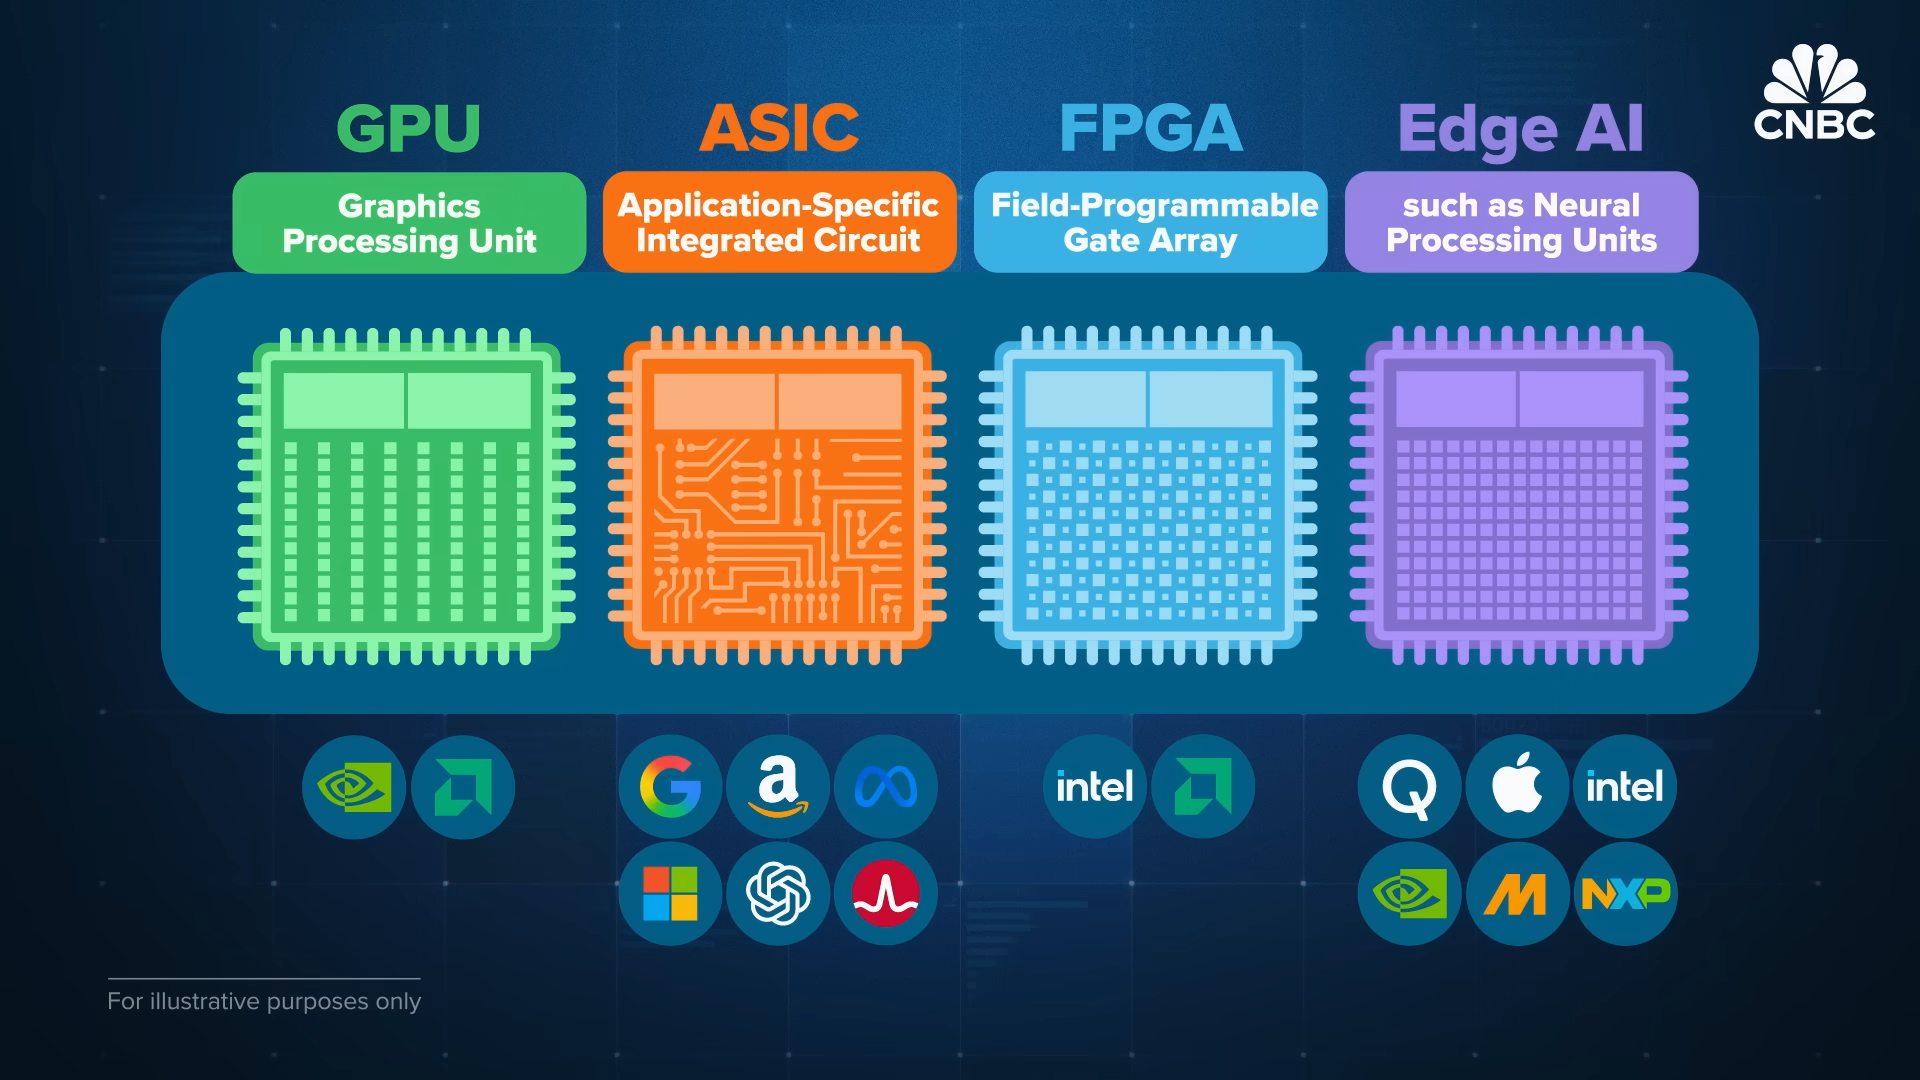 CNBC
GPU
Graphics
Processing Unit
ASIC
Application-Specific
Integrated Circuit
FPGA
Field-Programmable
Gate Array
Edge AI
such as Neural
Processing Units
a
intel
intel
NXP
For illustrative purposes only